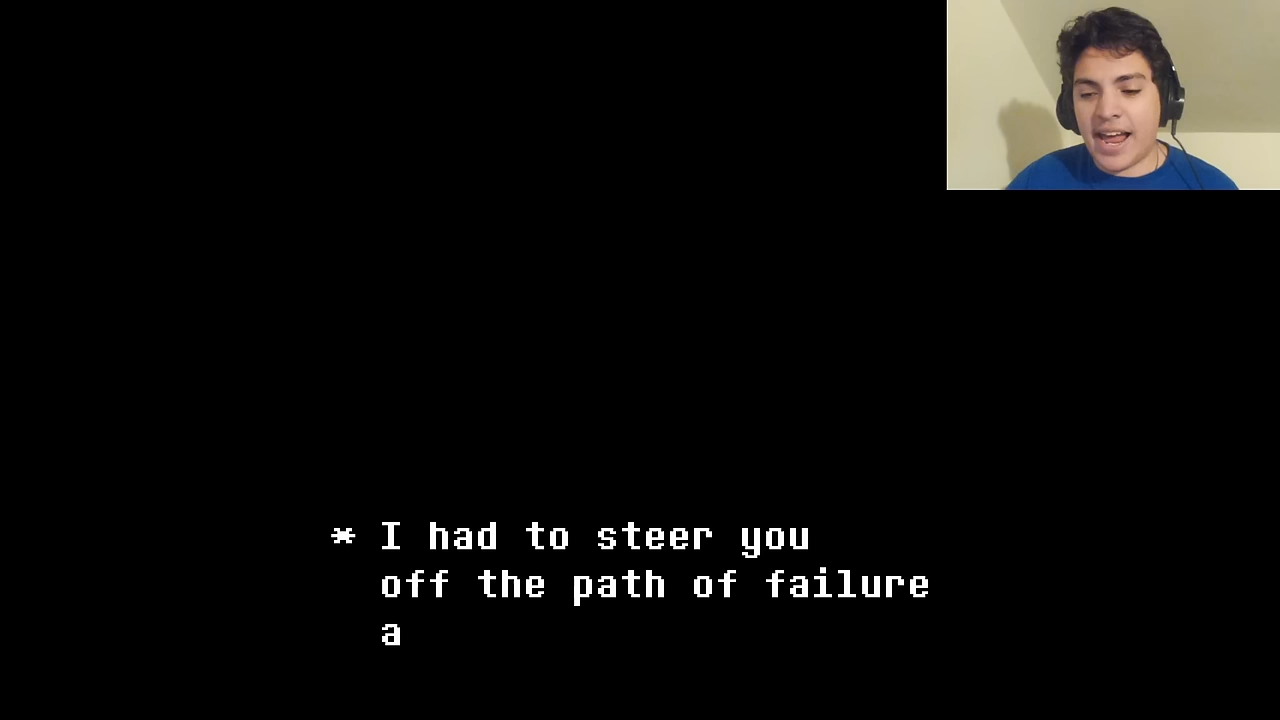 * I had to steer you
off the path of failure
a